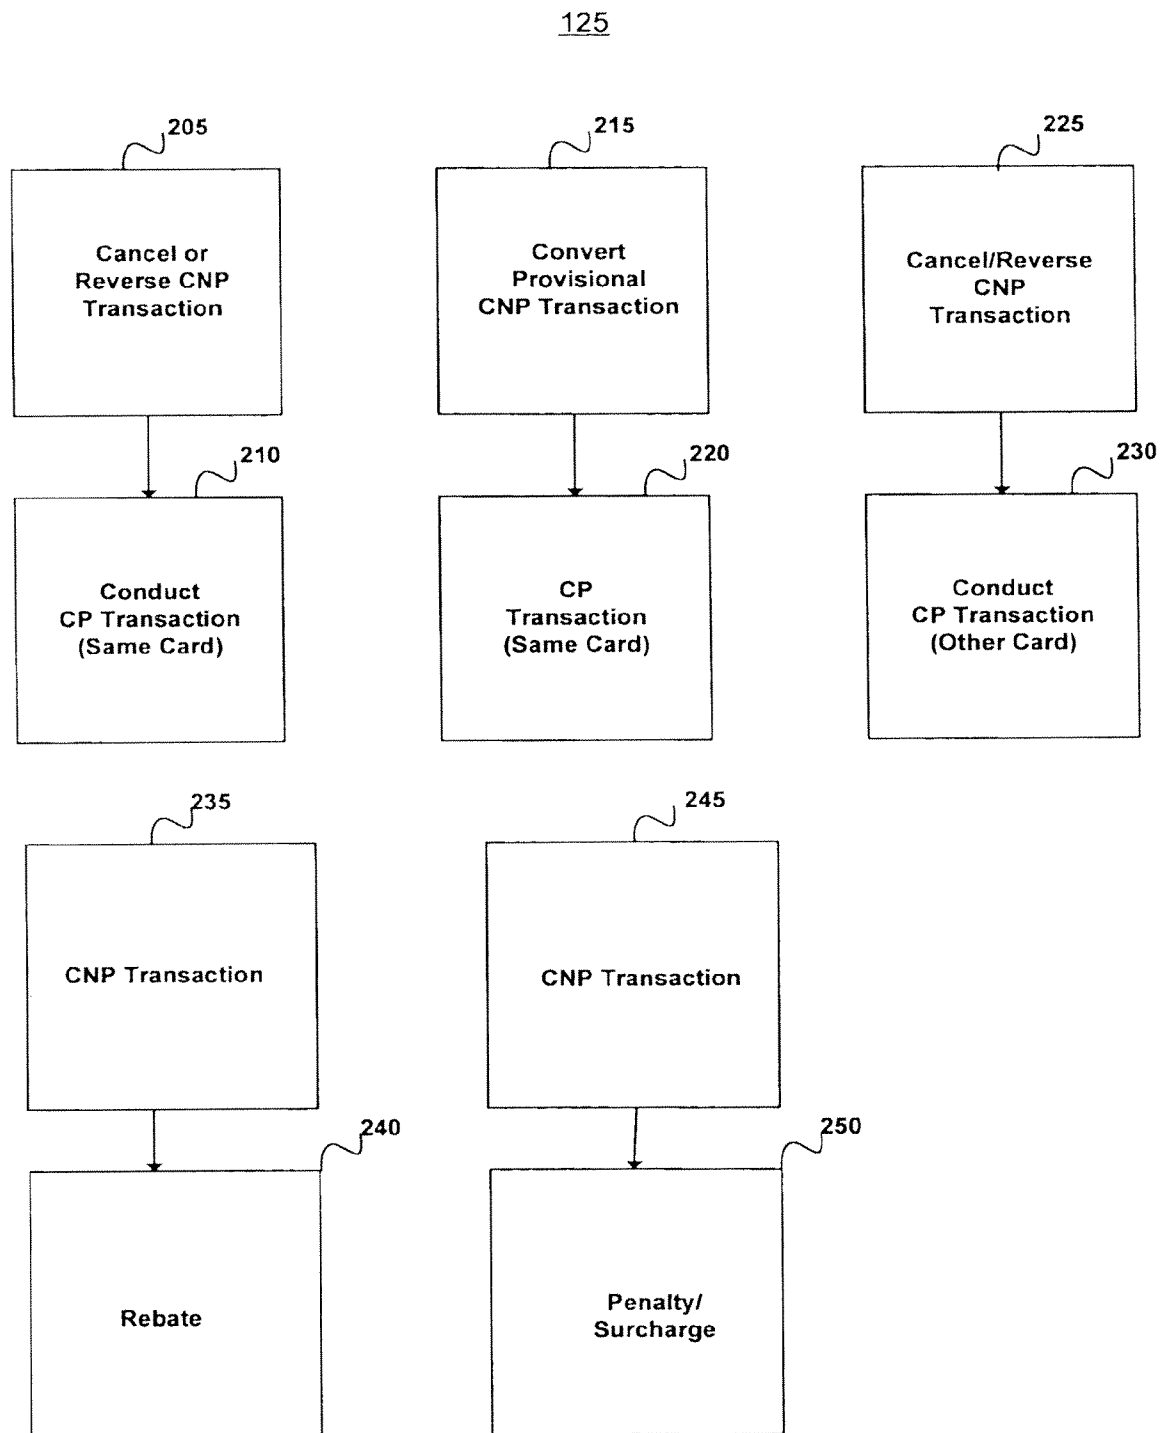 125
205
Cancel or
Reverse CNP
Transaction
210
Conduct
CP Transaction
(Same Card)
215
Convert
Provisional
CNP Transaction
220
CP
Transaction
(Same Card)
225
Cancel/Reverse
CNP
Transaction
230
Conduct
CP Transaction
(Other Card)
235
CNP Transaction
240
Rebate
245
CNP Transaction
250
Penalty/
Surcharge